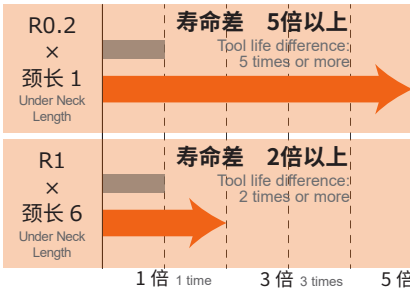 R0.2
×
颈长 1
Under Neck
Length
寿命差 5倍以上
Tool life difference:
5 times or more
R1
×
颈长 6
Under Neck
Length
寿命差 2倍以上
Tool life difference:
2 times or more
1 倍 1 time 3 倍 3 times 5 倍